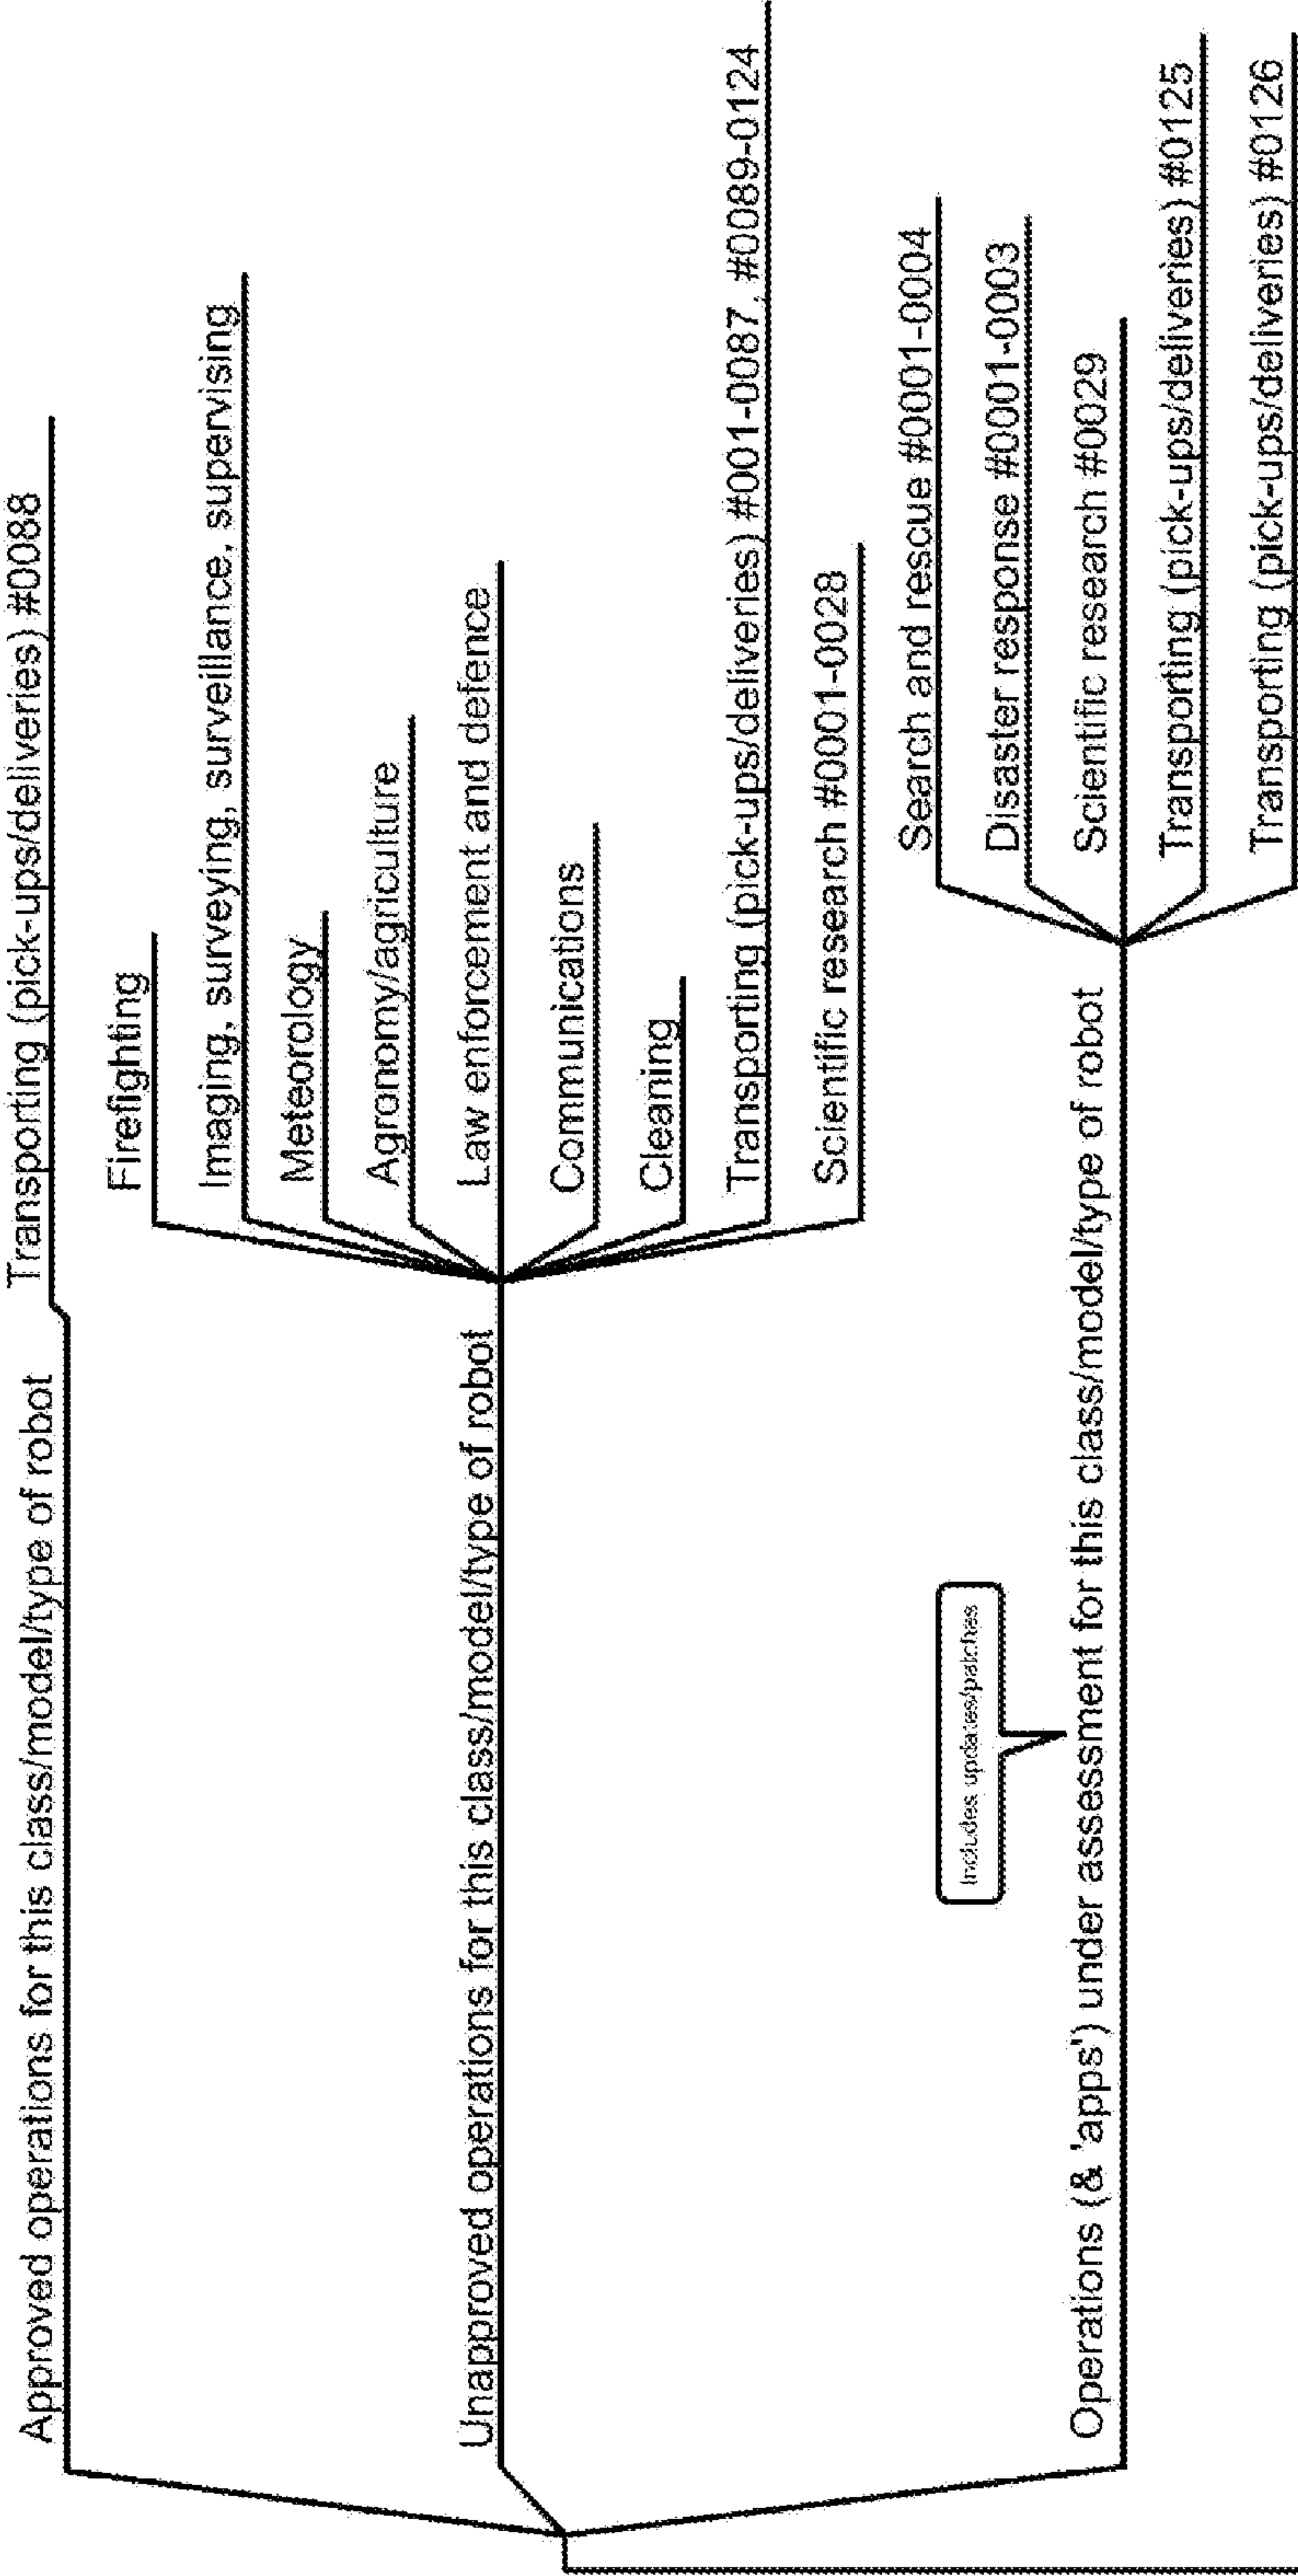 Approved operations for this class/model/type of robot
Transporting (pick-ups/deliveries) #0088
Unapproved operations for this class/model/type of robot
Firefighting
Imaging, surveying, surveillance, supervising
Meteorology
Agronomy/agriculture
Law enforcement and defence
Communications
Cleaning
Transporting (pick-ups/deliveries) #001-0087, #0089-0124
Scientific research #0001-0028
Includes updates/patches
Operations (& 'apps') under assessment for this class/model/type of robot
Search and rescue #0001-0004
Disaster response #0001-0003
Scientific research #0029
Transporting (pick-ups/deliveries) #0125
Transporting (pick-ups/deliveries) #0126